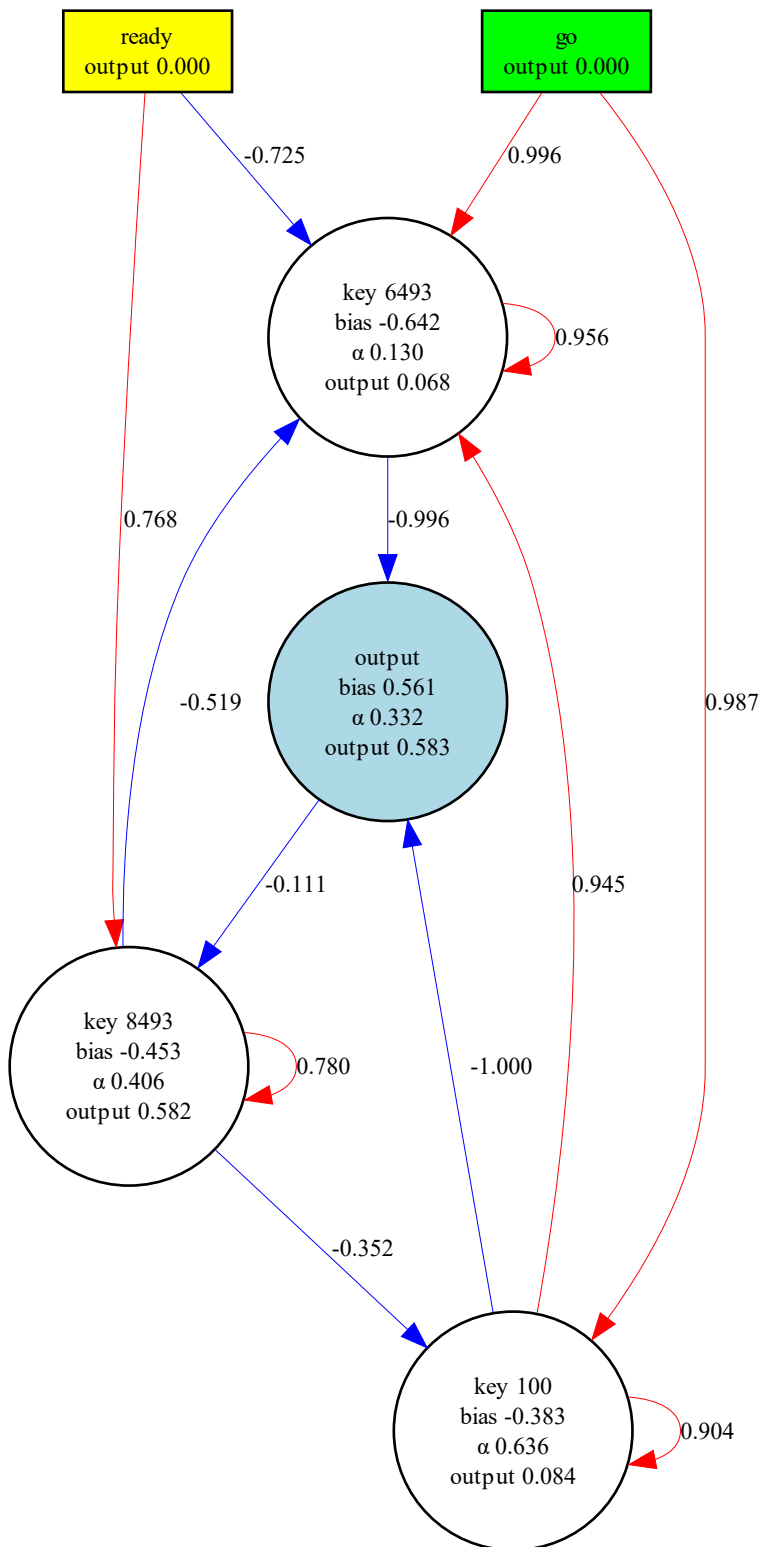 ready
output 0.000
go
output 0.000
-0.725
0.996
key 6493
bias -0.642
α 0.130
output 0.068
0.956
0.768
-0.996
-0.519
output
bias 0.561
α 0.332
output 0.583
0.987
-0.111
0.945
key 8493
bias -0.453
α 0.406
output 0.582
0.780
-1.000
-0.352
key 100
bias -0.383
α 0.636
output 0.084
0.904